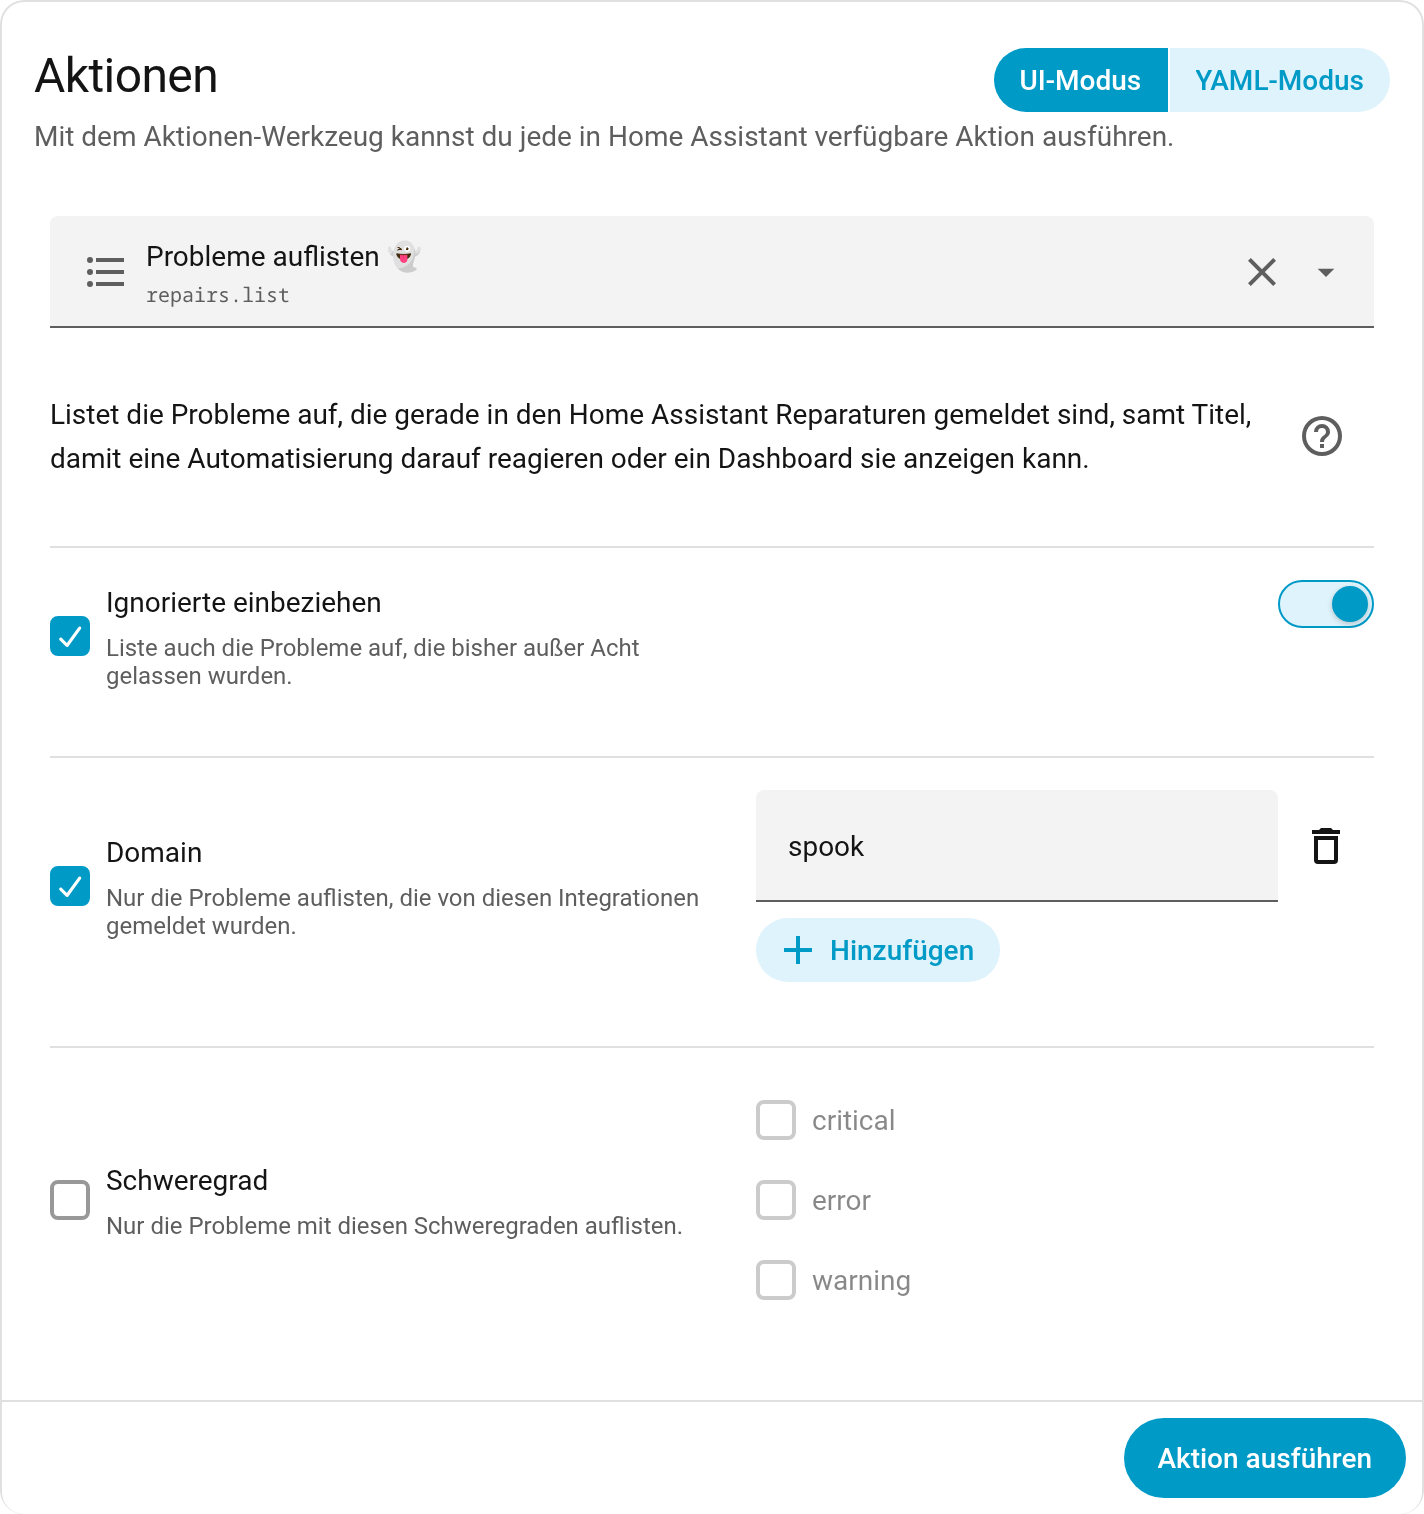 Aktionen
UI-Modus
YAML-Modus
Mit dem Aktionen-Werkzeug kannst du jede in Home Assistant verfügbare Aktion ausführen.
Probleme auflisten 👻
repairs.list
Listet die Probleme auf, die gerade in den Home Assistant Reparaturen gemeldet sind, samt Titel,
damit eine Automatisierung darauf reagieren oder ein Dashboard sie anzeigen kann.
Ignorierte einbeziehen
Liste auch die Probleme auf, die bisher außer Acht
gelassen wurden.
Domain
Nur die Probleme auflisten, die von diesen Integrationen
gemeldet wurden.
spook
Hinzufügen
Schweregrad
Nur die Probleme mit diesen Schweregraden auflisten.
critical
error
warning
Aktion ausführen